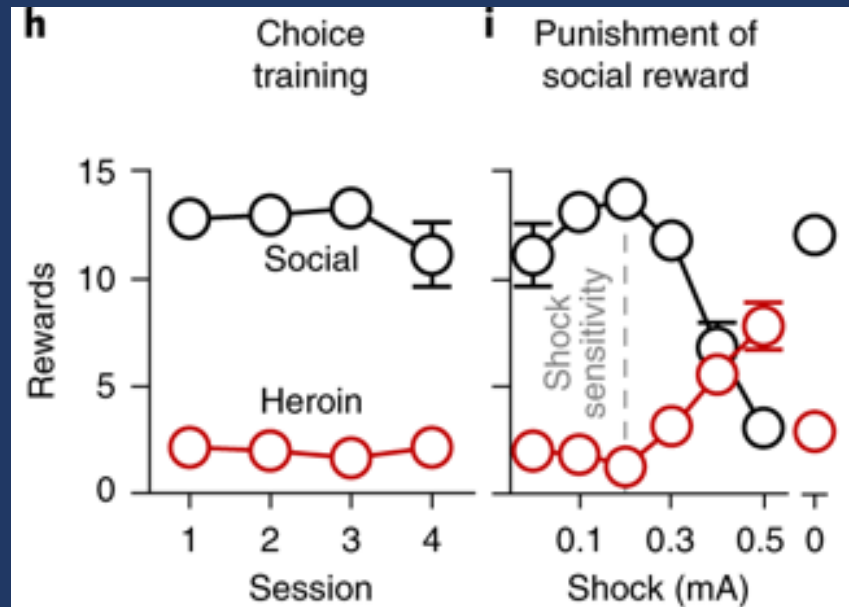 h
Choice
training
i
Punishment of
social reward
Rewards
15
10
5
0
Social
Heroin
1 2 3 4
Session
Shock
sensitivity
0.1 0.3 0.5 0
Shock (mA)